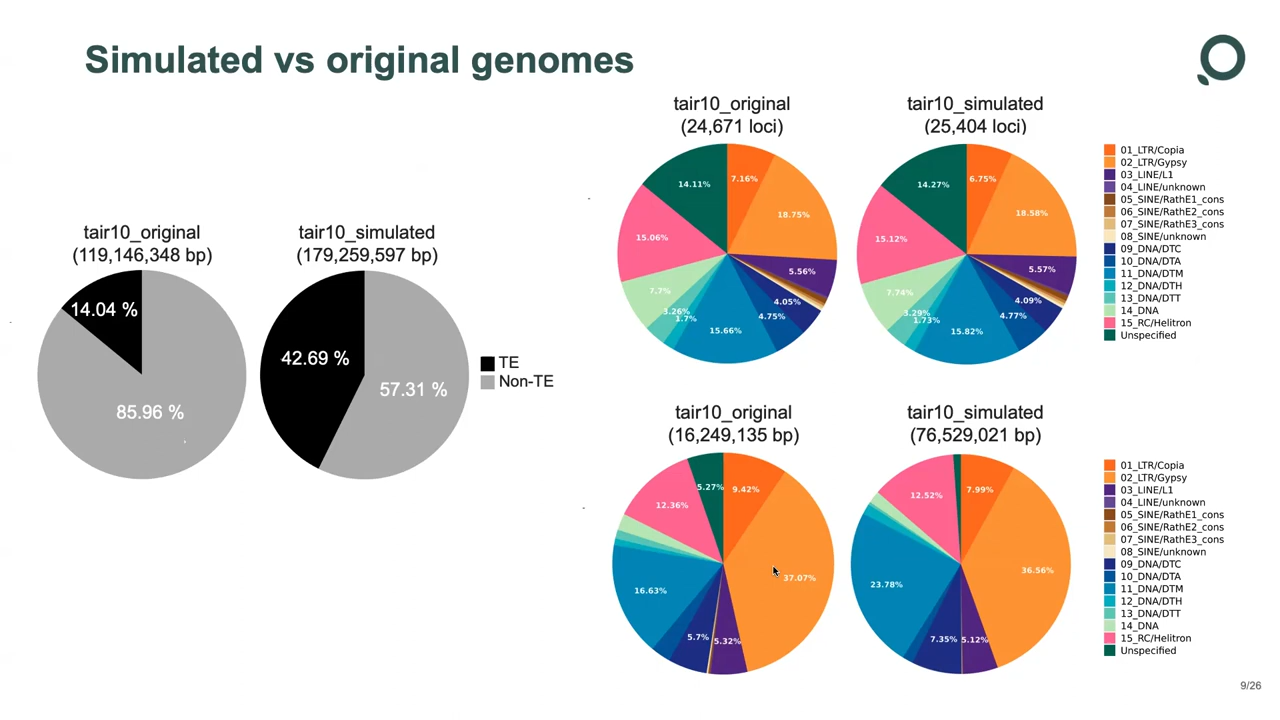 Simulated vs original genomes
tair10_original
(119,146,348 bp)
14.04 %
85.96 %
tair10_simulated
(179,259,597 bp)
42.69 %
57.31 %
TE
Non-TE
tair10_original
(24,671 loci)
14.11%
7.16%
18.75%
15.06%
5.56%
7.7%
4.05%
3.26%
4.75%
1.7%
15.66%
tair10_simulated
(25,404 loci)
14.27%
6.75%
18.58%
15.12%
5.57%
7.74%
4.09%
3.29%
4.77%
1.73%
15.82%
01_LTR/Copia
02_LTR/Gypsy
03_LINE/L1
04_LINE/unknown
05_SINE/RathE1_cons
06_SINE/RathE2_cons
07_SINE/RathE3_cons
08_SINE/unknown
09_DNA/DTC
10_DNA/DTA
11_DNA/DTM
12_DNA/DTH
13_DNA/DTT
14_DNA
15_RC/Helitron
Unspecified
tair10_original
(16,249,135 bp)
5.27%
9.42%
12.36%
37.07%
16.63%
5.7%
5.32%
tair10_simulated
(76,529,021 bp)
7.99%
12.52%
36.56%
23.78%
7.35%
5.12%
01_LTR/Copia
02_LTR/Gypsy
03_LINE/L1
04_LINE/unknown
05_SINE/RathE1_cons
06_SINE/RathE2_cons
07_SINE/RathE3_cons
08_SINE/unknown
09_DNA/DTC
10_DNA/DTA
11_DNA/DTM
12_DNA/DTH
13_DNA/DTT
14_DNA
15_RC/Helitron
Unspecified
9/26